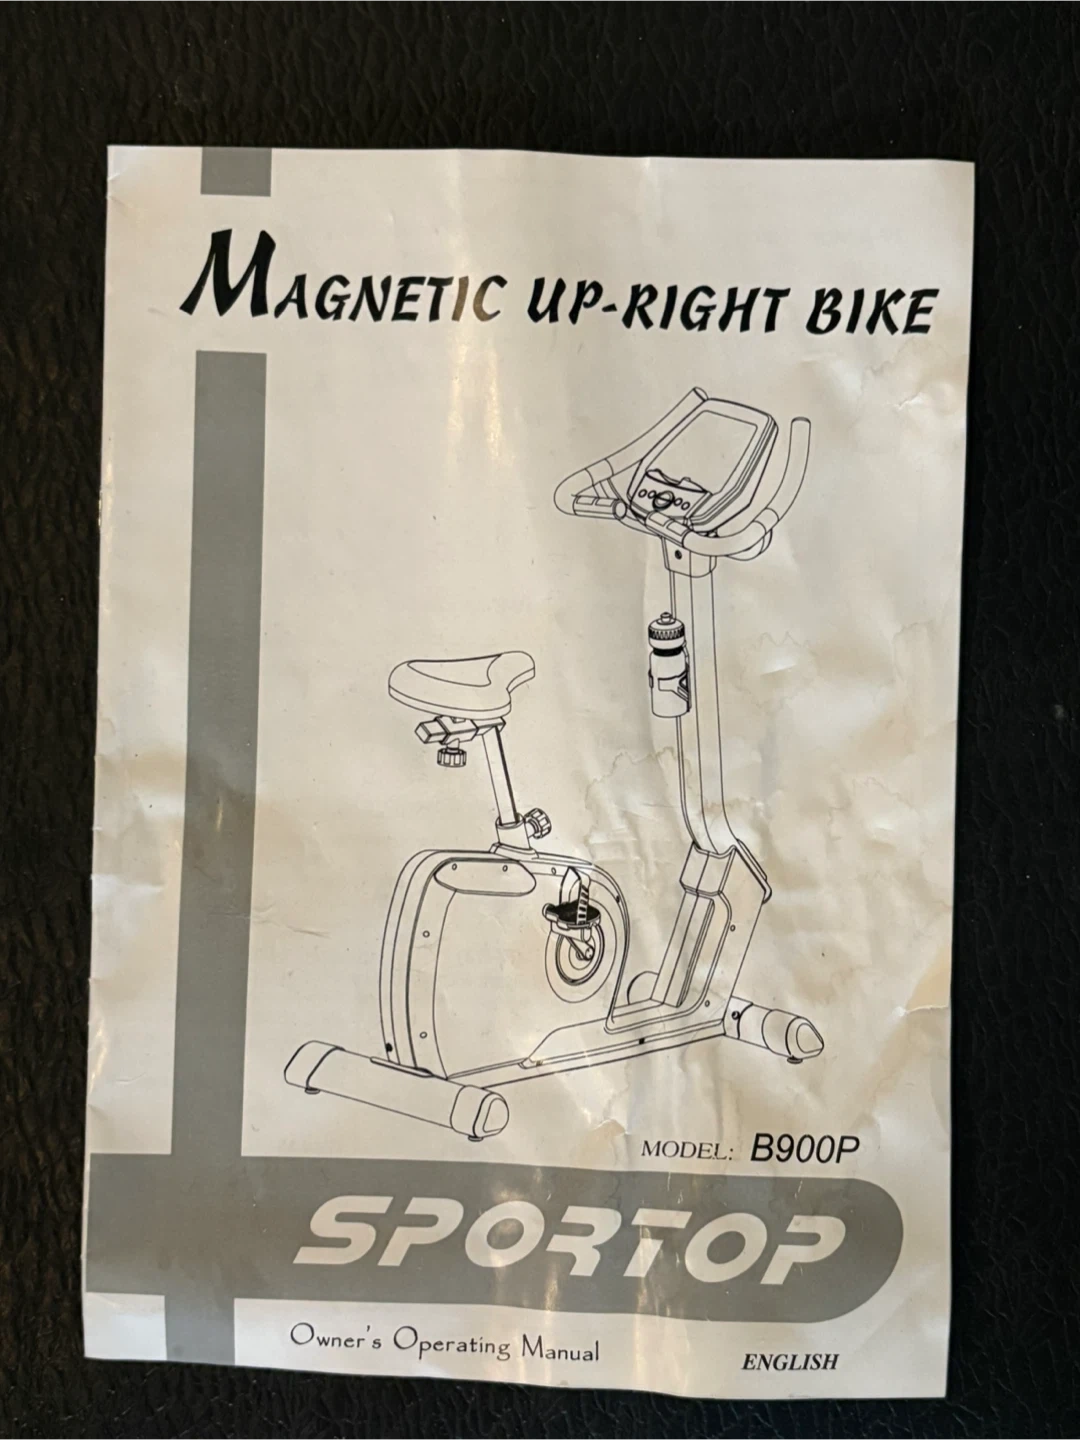 MAGNETIC UP-RIGHT BIKE
MODEL: B900P
SPORTOP
Owner's Operating Manual
ENGLISH